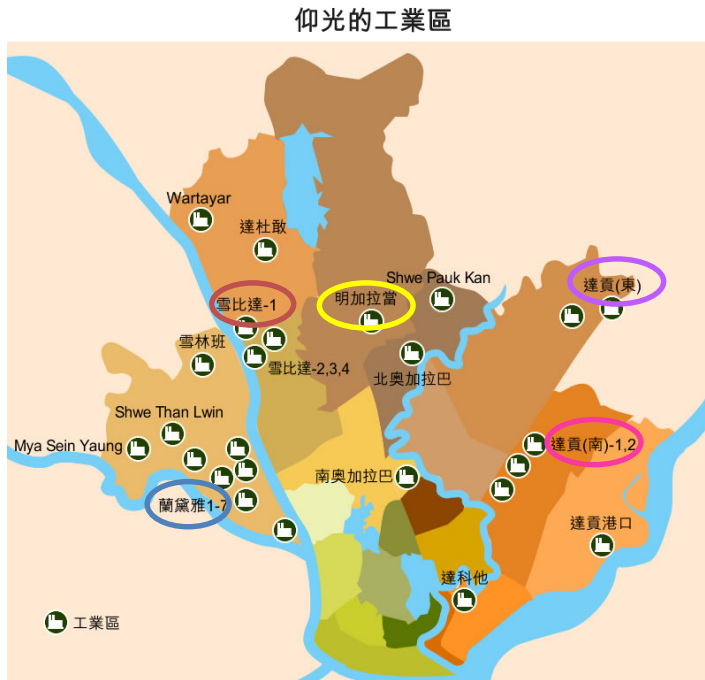 仰光的工業區
Wartayar
達杜敢
Shwe Pauk Kan
達貢(東)
雪比達-1
明加拉當
雪林班
雪比達-2,3,4
北奧加拉巴
Shwe Than Lwin
Mya Sein Yaung
達貢(南)-1,2
南奧加拉巴
蘭黛雅1-7
達貢港口
達科他
工業區